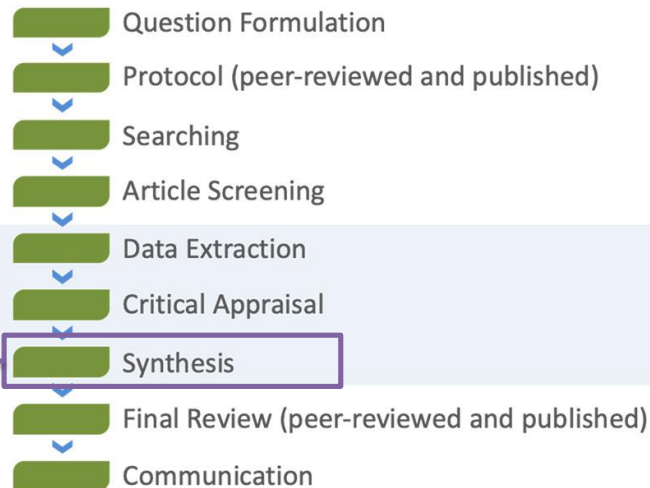 Question Formulation
Protocol (peer-reviewed and published)
Searching
Article Screening
Data Extraction
Critical Appraisal
Synthesis
Final Review (peer-reviewed and published)
Communication